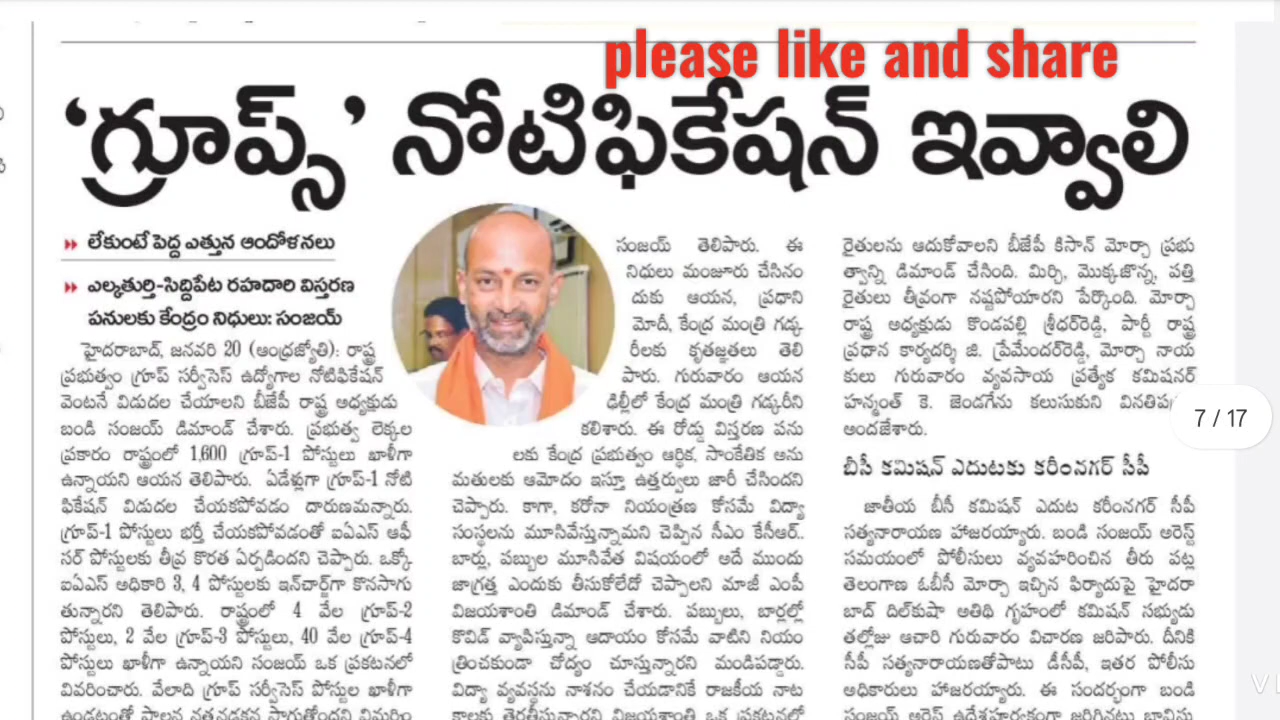 please like and share
‘గ్రూప్స్’ నోటిఫికేషన్ ఇవ్వాలి
లేకుంటే పెద్ద ఎత్తున ఆందోళనలు
ఎల్కతుర్తి-సిద్దిపేట రహదారి విస్తరణ
పనులకు కేంద్రం నిధులు: సంజయ్
హైదరాబాద్, జనవరి 20 (ఆంధ్రజ్యోతి): రాష్ట్ర
ప్రభుత్వం గ్రూప్ సర్వీసెస్ ఉద్యోగాల నోటిఫికేషన్
వెంటనే విడుదల చేయాలని బీజేపీ రాష్ట్ర అధ్యక్షుడు
బండి సంజయ్ డిమాండ్ చేశారు. ప్రభుత్వ లెక్కల
ప్రకారం రాష్ట్రంలో 1,600 గ్రూప్-1 పోస్టులు ఖాళీగా
ఉన్నాయని ఆయన తెలిపారు. ఏడేళ్లుగా గ్రూప్-1 నోటి
ఫికేషన్ విడుదల చేయకపోవడం దారుణమన్నారు.
గ్రూప్-1 పోస్టులు భర్తీ చేయకపోవడంతో ఐఏఎస్ ఆఫీ
సర్ పోస్టులకు తీవ్ర కొరత ఏర్పడిందని చెప్పారు. ఒక్కో
ఐఏఎస్ అధికారి 3, 4 పోస్టులకు ఇన్‌చార్జ్‌గా కొనసాగు
తున్నారని తెలిపారు. రాష్ట్రంలో 4 వేల గ్రూప్-2
పోస్టులు, 2 వేల గ్రూప్-3 పోస్టులు, 40 వేల గ్రూప్-4
పోస్టులు ఖాళీగా ఉన్నాయని సంజయ్ ఒక ప్రకటనలో
వివరించారు. వేలాది గ్రూప్ సర్వీసెస్ పోస్టుల ఖాళీగా
సంజయ్ తెలిపారు. ఈ
నిధులు మంజూరు చేసినం
దుకు ఆయన, ప్రధాని
మోదీ, కేంద్ర మంత్రి గడ్క
రీలకు కృతజ్ఞతలు తెలి
పారు. గురువారం ఆయన
ఢిల్లీలో కేంద్ర మంత్రి గడ్కరీని
కలిశారు. ఈ రోడ్డు విస్తరణ పను
లకు కేంద్ర ప్రభుత్వం ఆర్థిక, సాంకేతిక అను
మతులకు ఆమోదం ఇస్తూ ఉత్తర్వులు జారీ చేసిందని
చెప్పారు. కాగా, కరోనా నియంత్రణ కోసమే విద్యా
సంస్థలను మూసివేస్తున్నామని చెప్పిన సీఎం కేసీఆర్..
బార్లు, పబ్బుల మూసివేత విషయంలో అదే ముందు
జాగ్రత్త ఎందుకు తీసుకోలేదో చెప్పాలని మాజీ ఎంపీ
విజయశాంతి డిమాండ్ చేశారు. పబ్బులు, బార్లల్లో
కొవిడ్ వ్యాపిస్తున్నా ఆదాయం కోసమే వాటిని నియం
త్రించకుండా చోద్యం చూస్తున్నారని మండిపడ్డారు.
విద్యా వ్యవస్థను నాశనం చేయడానికే రాజకీయ నాట
కాలకు తెరతీస్తున్నారని విజయశాంతి ఒక ప్రకటనలో
రైతులను ఆదుకోవాలని బీజేపీ కిసాన్ మోర్చా ప్రభు
త్వాన్ని డిమాండ్ చేసింది. మిర్చి, మొక్కజొన్న, పత్తి
రైతులు తీవ్రంగా నష్టపోయారని పేర్కొంది. మోర్చా
రాష్ట్ర అధ్యక్షుడు కొండపల్లి శ్రీధర్‌రెడ్డి, పార్టీ రాష్ట్ర
ప్రధాన కార్యదర్శి జి. ప్రేమేందర్‌రెడ్డి, మోర్చా నాయ
కులు గురువారం వ్యవసాయ ప్రత్యేక కమిషనర్
హన్మంత్ కె. జెండగేను కలుసుకుని
అందజేశారు.
బీసీ కమిషన్ ఎదుటకు కరీంనగర్ సీపీ
జాతీయ బీసీ కమిషన్ ఎదుట కరీంనగర్ సీపీ
సత్యనారాయణ హాజరయ్యారు. బండి సంజయ్ అరెస్ట్
సమయంలో పోలీసులు వ్యవహరించిన తీరు పట్ల
తెలంగాణ ఓబీసీ మోర్చా ఇచ్చిన ఫిర్యాదుపై హైదరా
బాద్ దిల్‌కుషా అతిథి గృహంలో కమిషన్ సభ్యుడు
తల్లోజు ఆచారి గురువారం విచారణ జరిపారు. దీనికి
సీపీ సత్యనారాయణతోపాటు డీసీపీ, ఇతర పోలీసు
అధికారులు హాజరయ్యారు. ఈ సందర్భంగా బండి
7 / 17